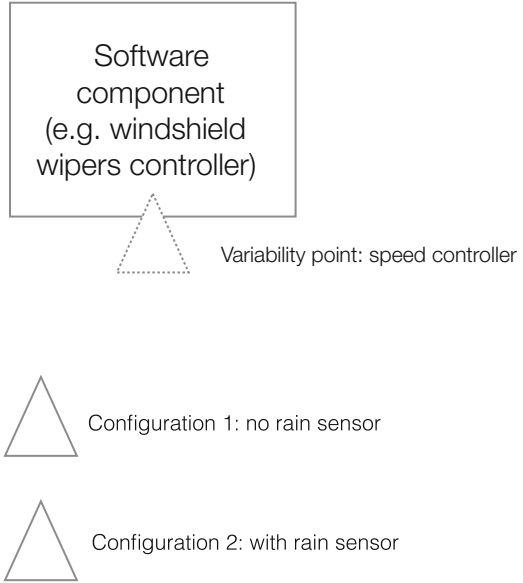 Software
component
(e.g. windshield
wipers controller)
Variability point: speed controller
Configuration 1: no rain sensor
Configuration 2: with rain sensor